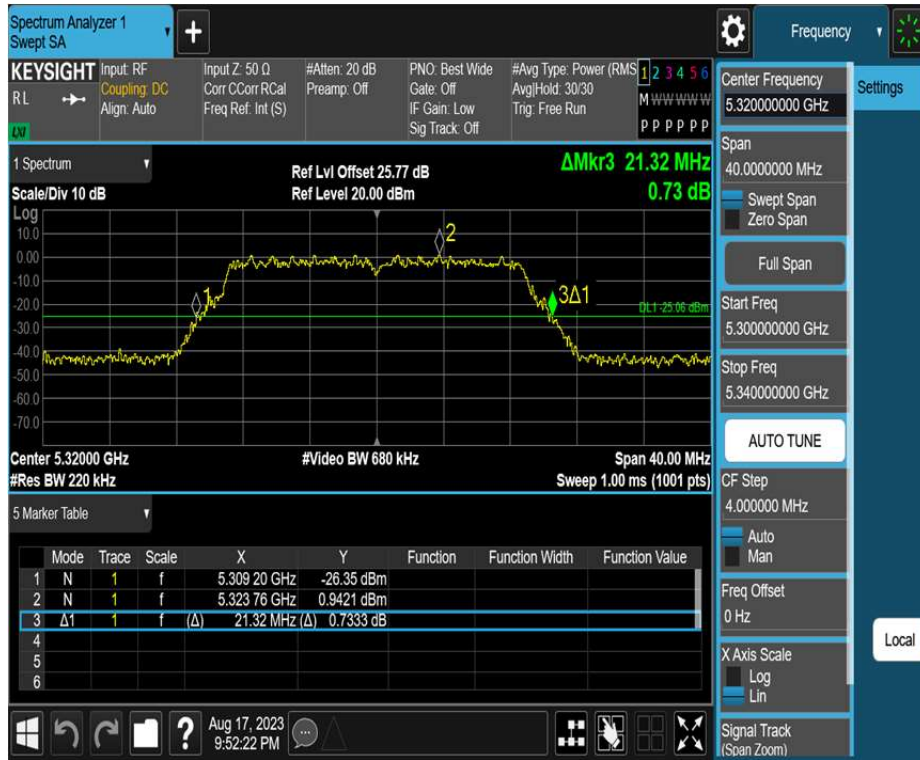 Spectrum Analyzer 1
Swept SA
+
Frequency
KEYSIGHT
RL
LXI
Input: RF
Coupling: DC
Align: Auto
Input Z: 50 Ω
Corr CCorr RCal
Freq Ref: Int (S)
#Atten: 20 dB
Preamp: Off
PNO: Best Wide
Gate: Off
IF Gain: Low
Sig Track: Off
#Avg Type: Power (RMS
Avg|Hold: 30/30
Trig: Free Run
1 2 3 4 5 6
M W W W W W
P P P P P P
1 Spectrum
Scale/Div 10 dB
Ref Lvl Offset 25.77 dB
Ref Level 20.00 dBm
ΔMkr3 21.32 MHz
0.73 dB
Log
10.0
0.00
-10.0
-20.0
-30.0
-40.0
-50.0
-60.0
-70.0
1
2
3Δ1
DL1 -25.06 dBm
Center 5.32000 GHz
#Res BW 220 kHz
#Video BW 680 kHz
Span 40.00 MHz
Sweep 1.00 ms (1001 pts)
5 Marker Table
Mode Trace Scale X Y Function Function Width Function Value
1 N 1 f 5.309 20 GHz -26.35 dBm
2 N 1 f 5.323 76 GHz 0.9421 dBm
3 Δ1 1 f (Δ) 21.32 MHz (Δ) 0.7333 dB
4
5
6
?
Aug 17, 2023
9:52:22 PM
Center Frequency
5.320000000 GHz
Settings
Span
40.0000000 MHz
Swept Span
Zero Span
Full Span
Start Freq
5.300000000 GHz
Stop Freq
5.340000000 GHz
AUTO TUNE
CF Step
4.000000 MHz
Auto
Man
Freq Offset
0 Hz
Local
X Axis Scale
Log
Lin
Signal Track
(Span Zoom)